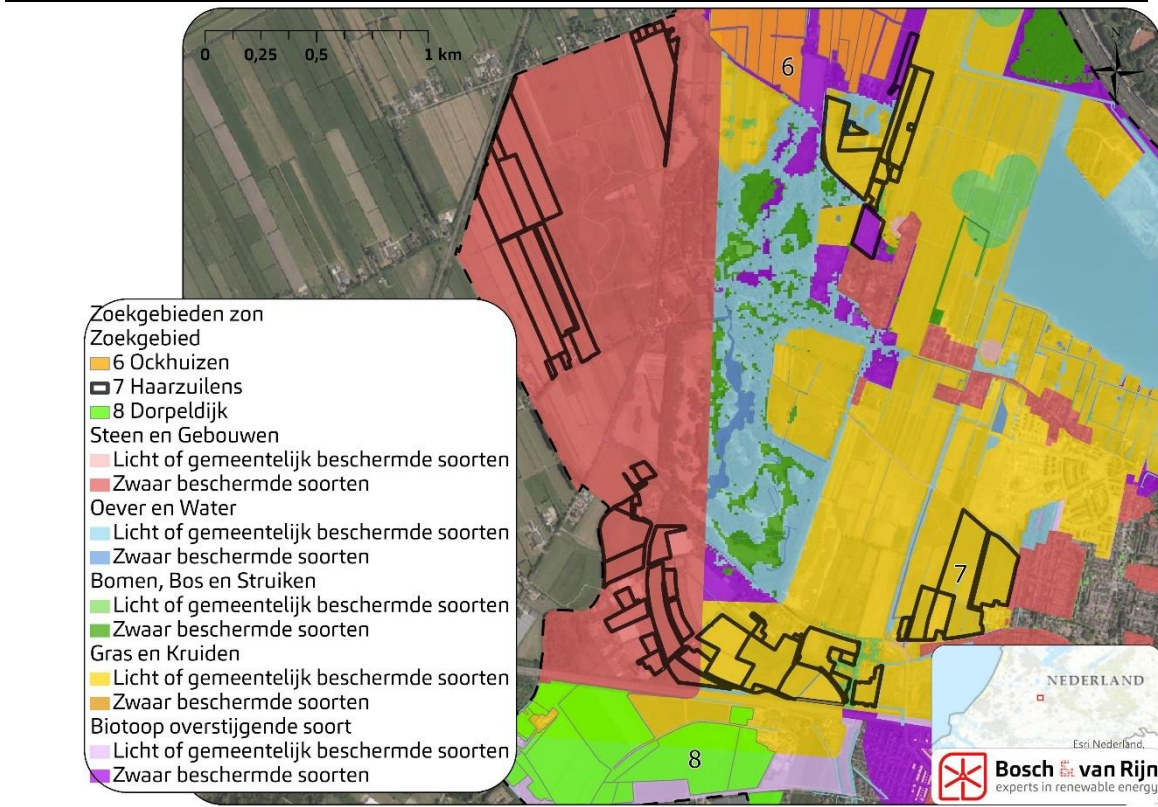 0 0,25 0,5 1 km
N
6
Zoekgebieden zon
Zoekgebied
6 Ockhuizen
7 Haarzuilens
8 Dorpeldijk
Steen en Gebouwen
Licht of gemeentelijk beschermde soorten
Zwaar beschermde soorten
Oever en Water
Licht of gemeentelijk beschermde soorten
Zwaar beschermde soorten
Bomen, Bos en Struiken
Licht of gemeentelijk beschermde soorten
Zwaar beschermde soorten
Gras en Kruiden
Licht of gemeentelijk beschermde soorten
Zwaar beschermde soorten
Biotoop overstijgende soort
Licht of gemeentelijk beschermde soorten
Zwaar beschermde soorten
7
8
NEDERLAND
Esri Nederland,
Bosch & van Rijn
experts in renewable energy